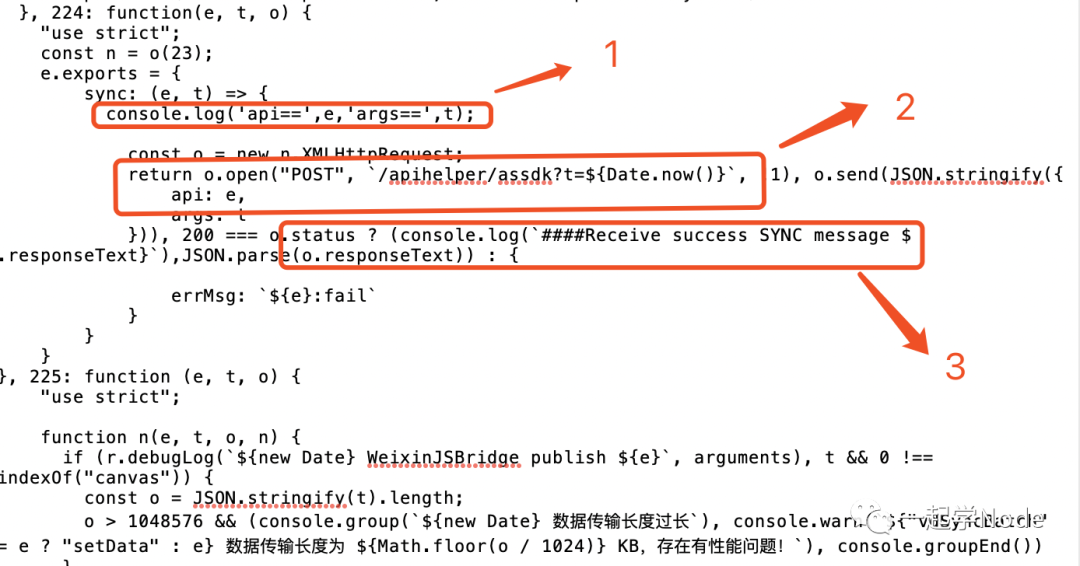 }, 224: function(e, t, o) {
"use strict";
const n = o(23);
e.exports = {
sync: (e, t) => {
console.log('api==',e,'args==',t);
const o = new n.XMLHttpRequest;
return o.open("POST", `/apihelper/assdk?t=${Date.now()}`, 1), o.send(JSON.stringify({
api: e,
args: t
})), 200 === o.status ? (console.log(`####Receive success SYNC message $
.responseText}`),JSON.parse(o.responseText)) : {
errMsg: `${e}:fail`
}
}
}
}, 225: function (e, t, o) {
"use strict";
function n(e, t, o, n) {
if (r.debugLog(`${new Date} WeixinJSBridge publish ${e}`, arguments), t && 0 !==
indexOf("canvas")) {
const o = JSON.stringify(t).length;
o > 1048576 && (console.group(`${new Date} 数据传输长度过长`), console.warn
= e ? "setData" : e} 数据传输长度为 ${Math.floor(o / 1024)} KB，存在有性能问题！`), console.groupEnd())
1
2
3
一起学Node